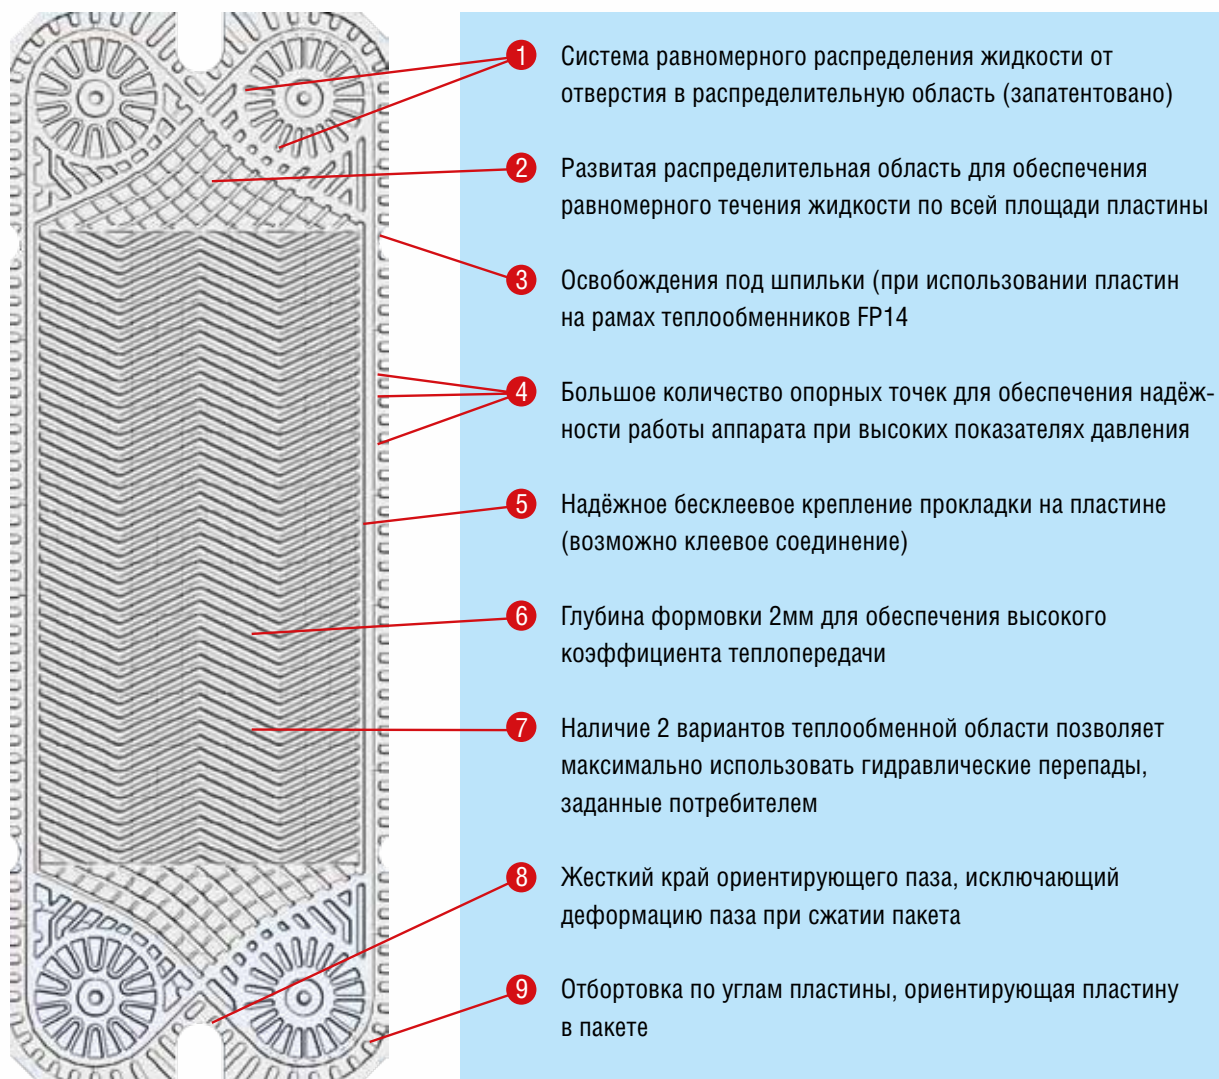 1 Система равномерного распределения жидкости от
отверстия в распределительную область (запатентовано)
2 Развитая распределительная область для обеспечения
равномерного течения жидкости по всей площади пластины
3 Освобождения под шпильки (при использовании пластин
на рамах теплообменников FP14
4 Большое количество опорных точек для обеспечения надёж-
ности работы аппарата при высоких показателях давления
5 Надёжное бесклеевое крепление прокладки на пластине
(возможно клеевое соединение)
6 Глубина формовки 2мм для обеспечения высокого
коэффициента теплопередачи
7 Наличие 2 вариантов теплообменной области позволяет
максимально использовать гидравлические перепады,
заданные потребителем
8 Жесткий край ориентирующего паза, исключающий
деформацию паза при сжатии пакета
9 Отбортовка по углам пластины, ориентирующая пластину
в пакете